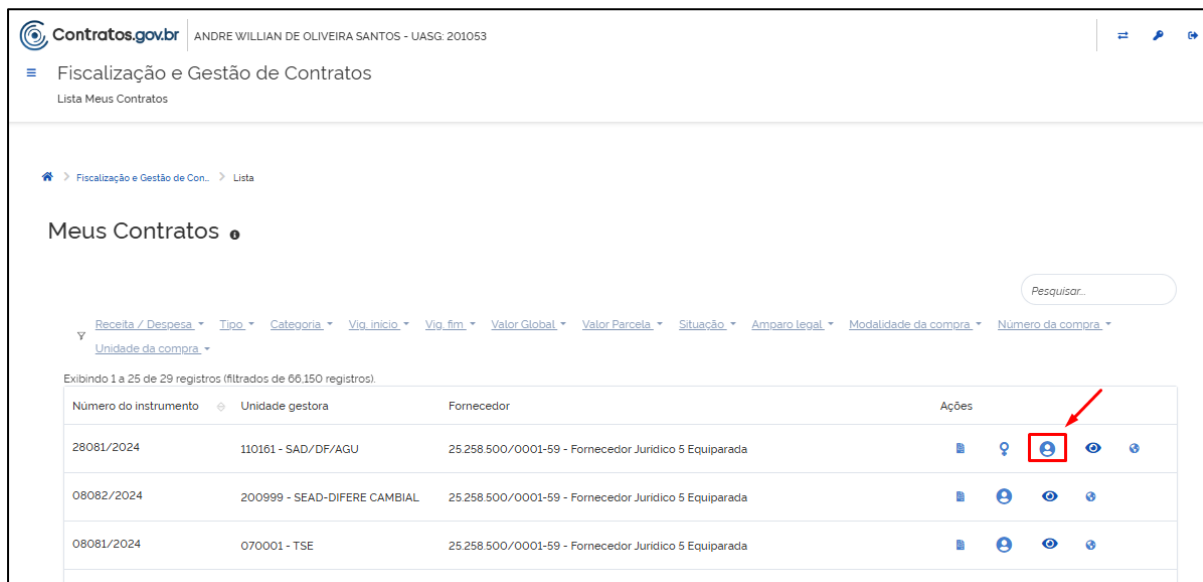 Contratos.gov.br ANDRE WILLIAN DE OLIVEIRA SANTOS - UASG: 201053
Fiscalização e Gestão de Contratos
Lista Meus Contratos
Fiscalização e Gestão de Con... > Lista
Meus Contratos
Pesquisar...
Receita / Despesa Tipo Categoria Vig. início Vig. fim Valor Global Valor Parcela Situação Amparo legal Modalidade da compra Número da compra
Unidade da compra
Exibindo 1 a 25 de 29 registros (filtrados de 66,150 registros).
Número do instrumento Unidade gestora Fornecedor Ações
28081/2024 110161 - SAD/DF/AGU 25.258.500/0001-59 - Fornecedor Jurídico 5 Equiparada
08082/2024 200999 - SEAD-DIFERE CAMBIAL 25.258.500/0001-59 - Fornecedor Jurídico 5 Equiparada
08081/2024 070001 - TSE 25.258.500/0001-59 - Fornecedor Jurídico 5 Equiparada